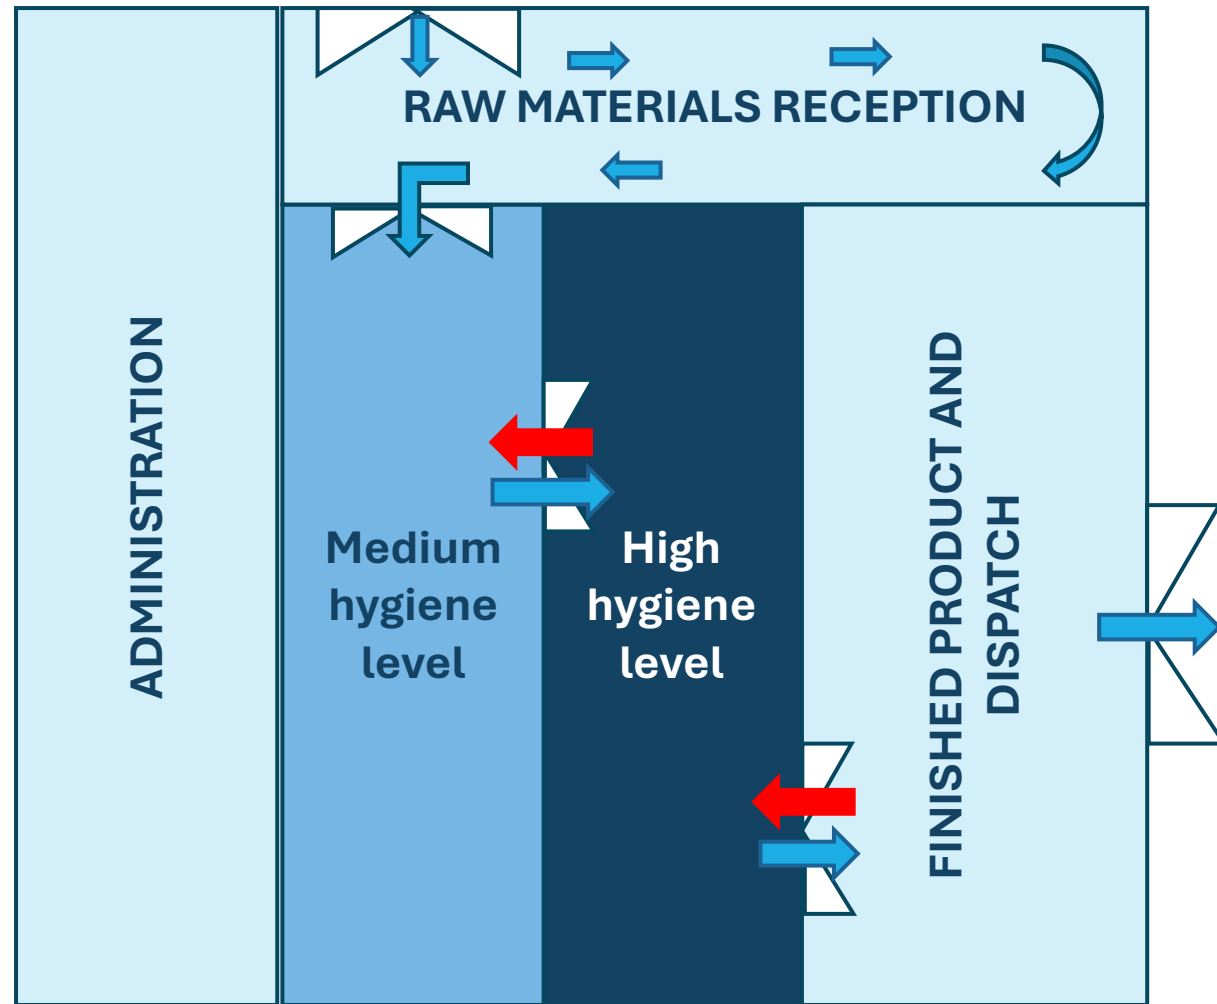 RAW MATERIALS RECEPTION
ADMINISTRATION
Medium
hygiene
level
High
hygiene
level
FINISHED PRODUCT AND
DISPATCH